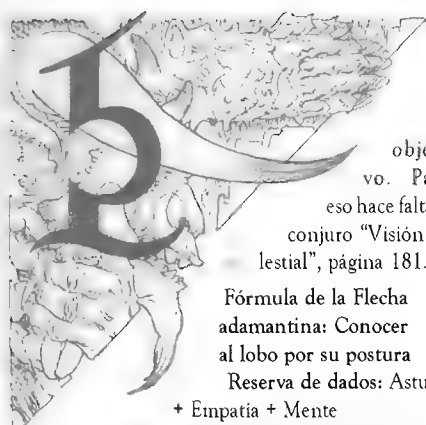 obje
vo. Pa
eso hace falta
conjuro "Visión
lestial", página 181.
Fórmula de la Flecha
adamantina: Conocer
al lobo por su postura
Reserva de dados: Astu
+ Empatía + Mente